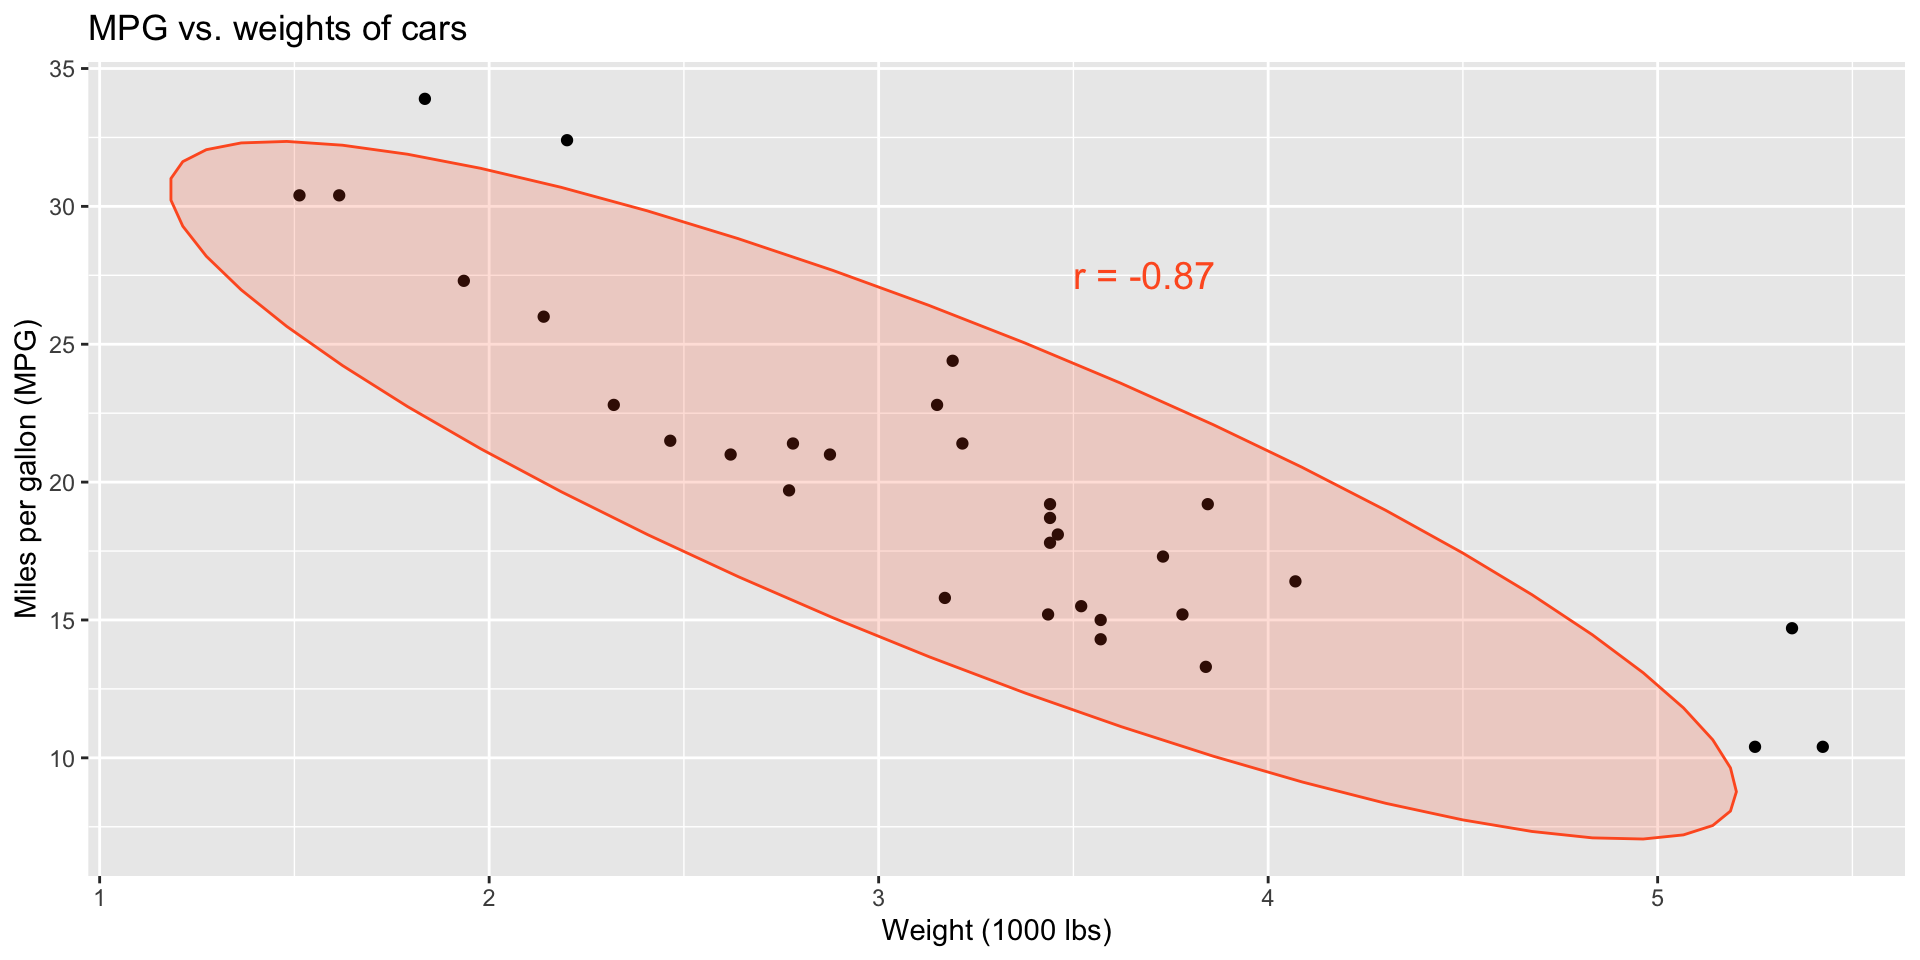 MPG vs. weights of cars
35
30
25
20
15
10
Miles per gallon (MPG)
r = -0.87
1 2 3 4 5
Weight (1000 lbs)